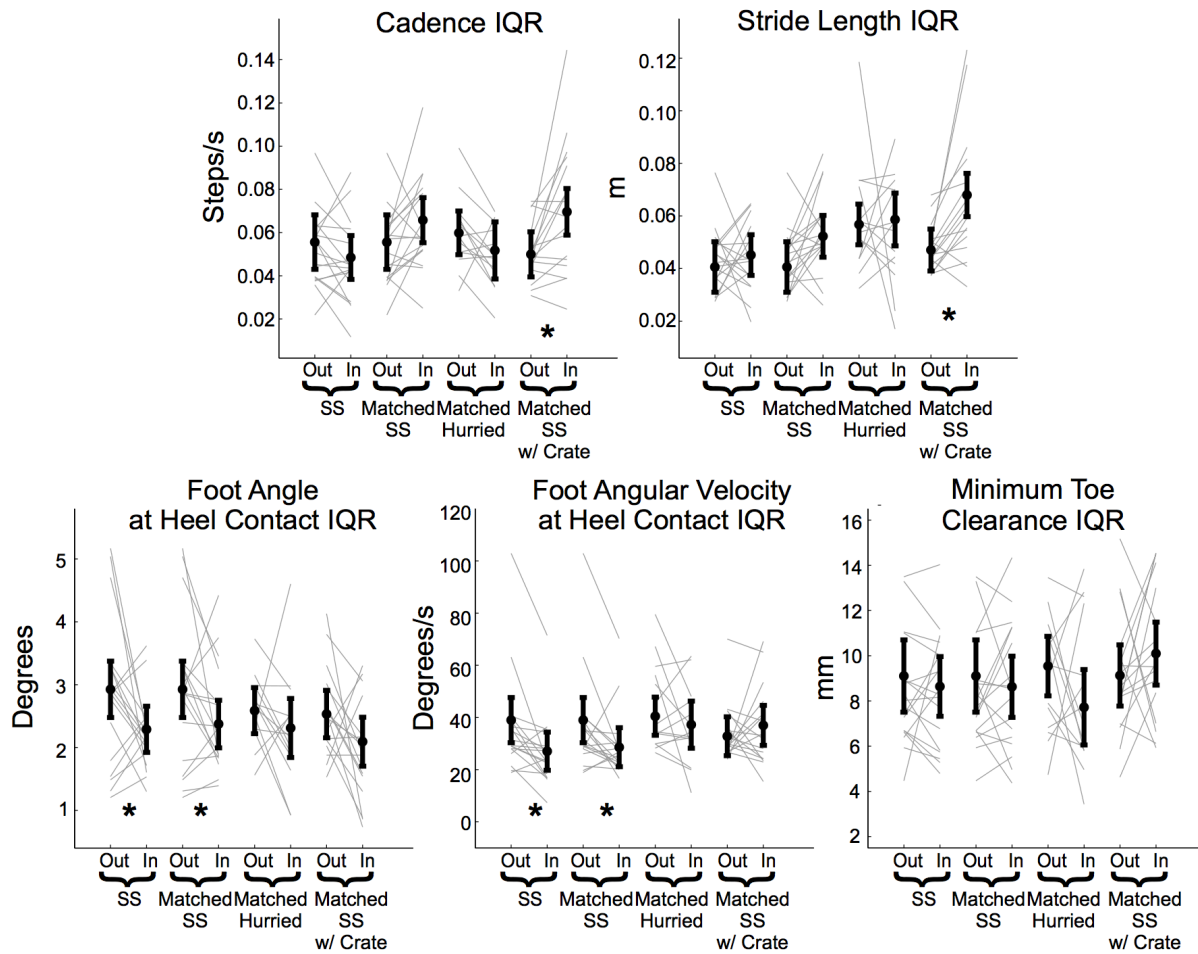 Cadence IQR
Steps/s
0.14
0.12
0.10
0.08
0.06
0.04
0.02
*
Out In Out In Out In Out In
SS Matched Matched Matched
SS Hurried SS
w/ Crate
Stride Length IQR
m
0.12
0.10
0.08
0.06
0.04
0.02
*
Out In Out In Out In Out In
SS Matched Matched Matched
SS Hurried SS
w/ Crate
Foot Angle
at Heel Contact IQR
Degrees
5
4
3
2
1
* *
Out In Out In Out In Out In
SS Matched Matched Matched
SS Hurried SS
w/ Crate
Foot Angular Velocity
at Heel Contact IQR
Degrees/s
120
100
80
60
40
20
0
* *
Out In Out In Out In Out In
SS Matched Matched Matched
SS Hurried SS
w/ Crate
Minimum Toe
Clearance IQR
mm
16
14
12
10
8
6
4
2
Out In Out In Out In Out In
SS Matched Matched Matched
SS Hurried SS
w/ Crate